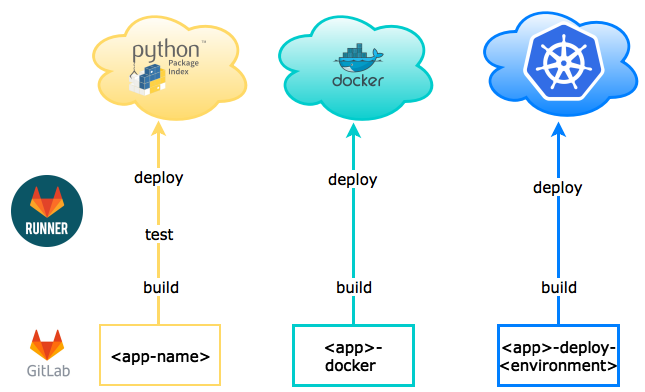 python™
Package
Index
docker
deploy
deploy
deploy
RUNNER
test
build
build
build
GitLab
<app-name>
<app>-
docker
<app>-deploy-
<environment>